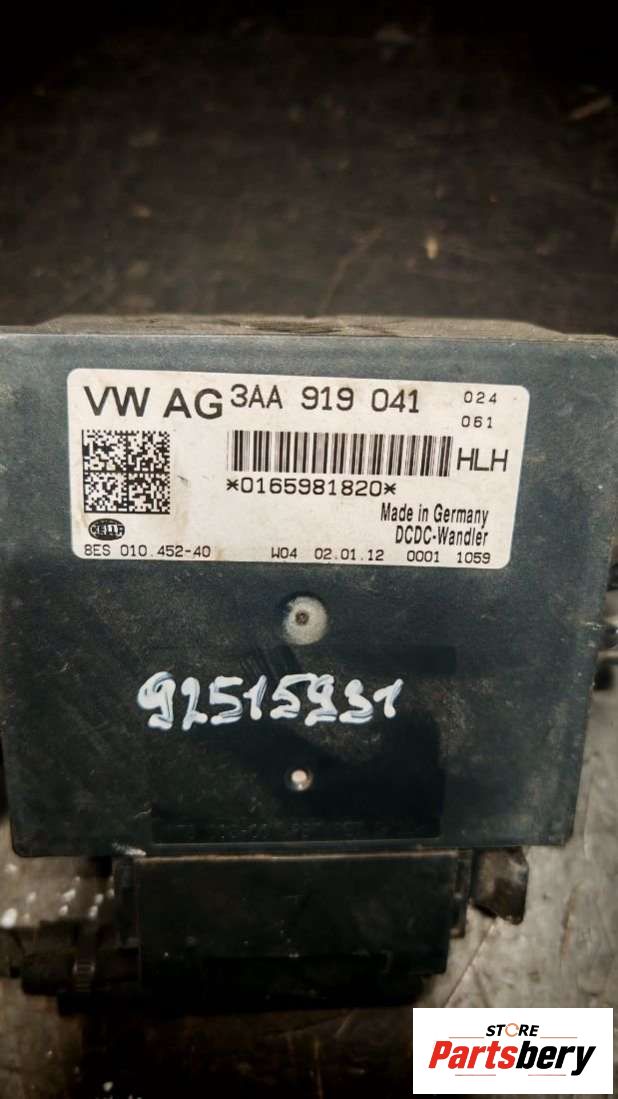 VW AG 3AA 919 041 024
061
HLH
*0165981820*
Made in Germany
DCDC-Wandler
HELLA
8ES 010.452-40 W04 02.01.12 0001 1059
92515931
STORE
Partsbery